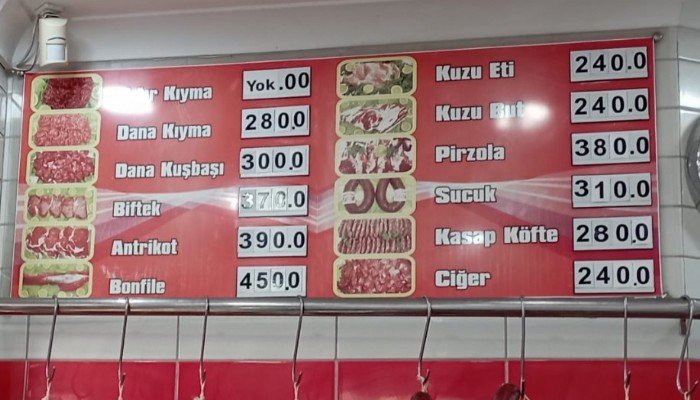 Kıyma Yok.00
Dana Kıyma 280.0
Dana Kuşbaşı 300.0
Biftek 370.0
Antrikot 390.0
Bonfile 450.0
Kuzu Eti 240.0
Kuzu But 240.0
Pirzola 380.0
Sucuk 310.0
Kasap Köfte 280.0
Ciğer 240.0